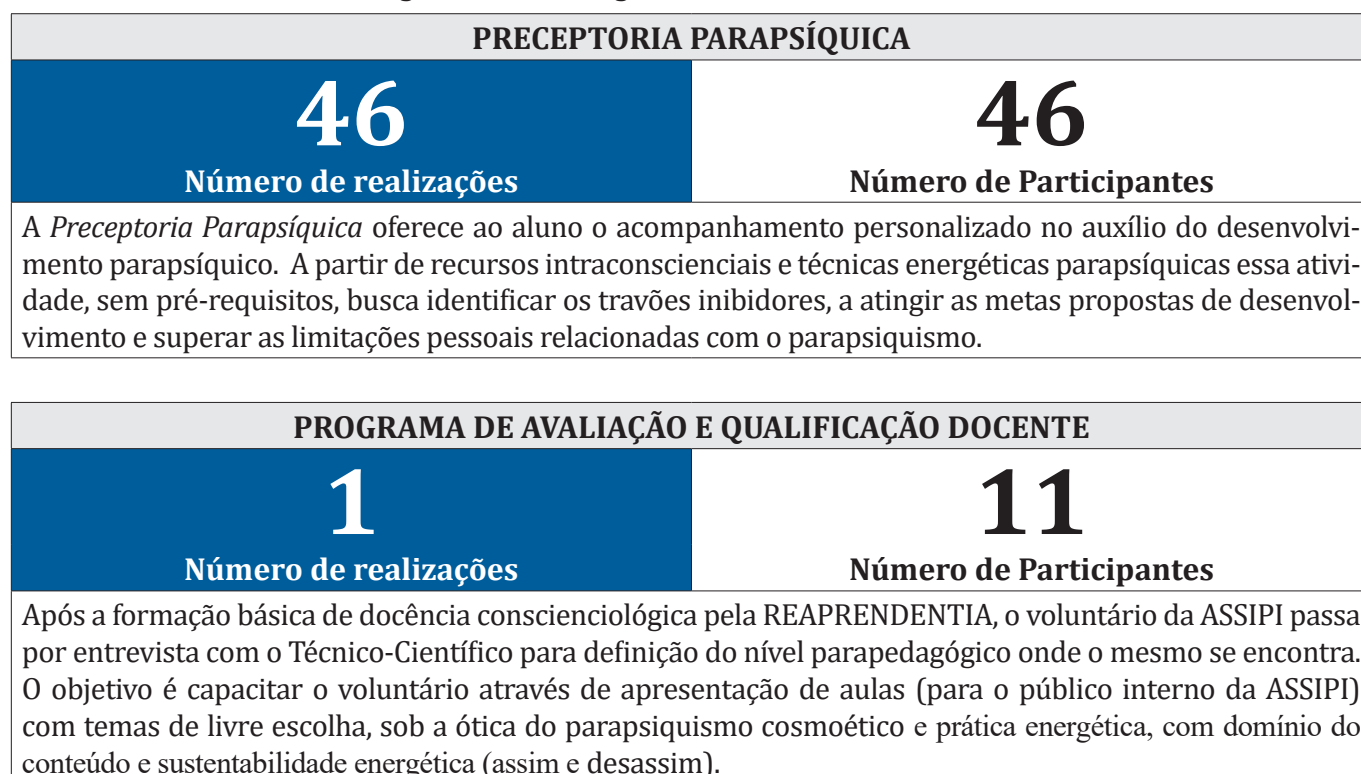 PRECEPTORIA PARAPSÍQUICA
46
Número de realizações
46
Número de Participantes
A Preceptoria Parapsíquica oferece ao aluno o acompanhamento personalizado no auxílio do desenvolvi-
mento parapsíquico. A partir de recursos intraconscienciais e técnicas energéticas parapsíquicas essa ativi-
dade, sem pré-requisitos, busca identificar os travões inibidores, a atingir as metas propostas de desenvol-
vimento e superar as limitações pessoais relacionadas com o parapsiquismo.
PROGRAMA DE AVALIAÇÃO E QUALIFICAÇÃO DOCENTE
1
Número de realizações
11
Número de Participantes
Após a formação básica de docência conscienciológica pela REAPRENDENTIA, o voluntário da ASSIPI passa
por entrevista com o Técnico-Científico para definição do nível parapedagógico onde o mesmo se encontra.
O objetivo é capacitar o voluntário através de apresentação de aulas (para o público interno da ASSIPI)
com temas de livre escolha, sob a ótica do parapsiquismo cosmoético e prática energética, com domínio do
conteúdo e sustentabilidade energética (assim e desassim).